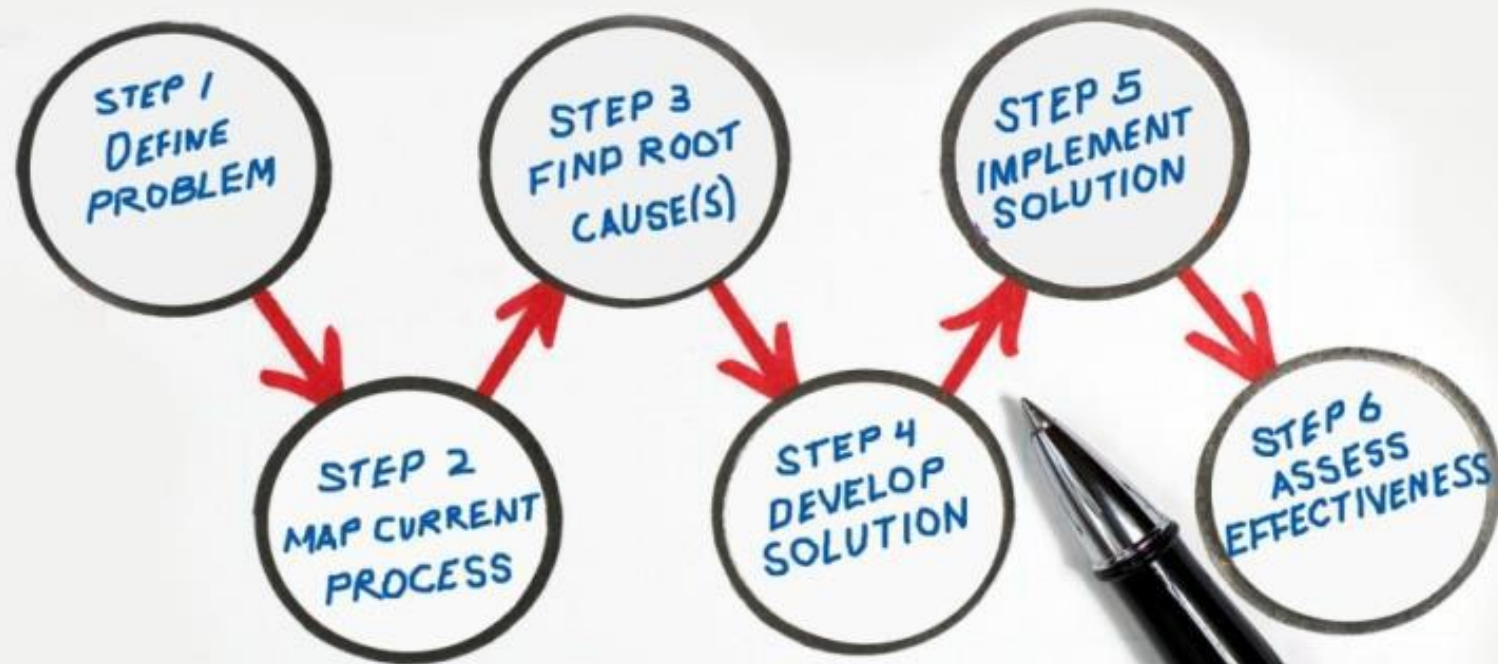 STEP 1
DEFINE
PROBLEM
STEP 2
MAP CURRENT
PROCESS
STEP 3
FIND ROOT
CAUSE(S)
STEP 4
DEVELOP
SOLUTION
STEP 5
IMPLEMENT
SOLUTION
STEP 6
ASSESS
EFFECTIVENESS